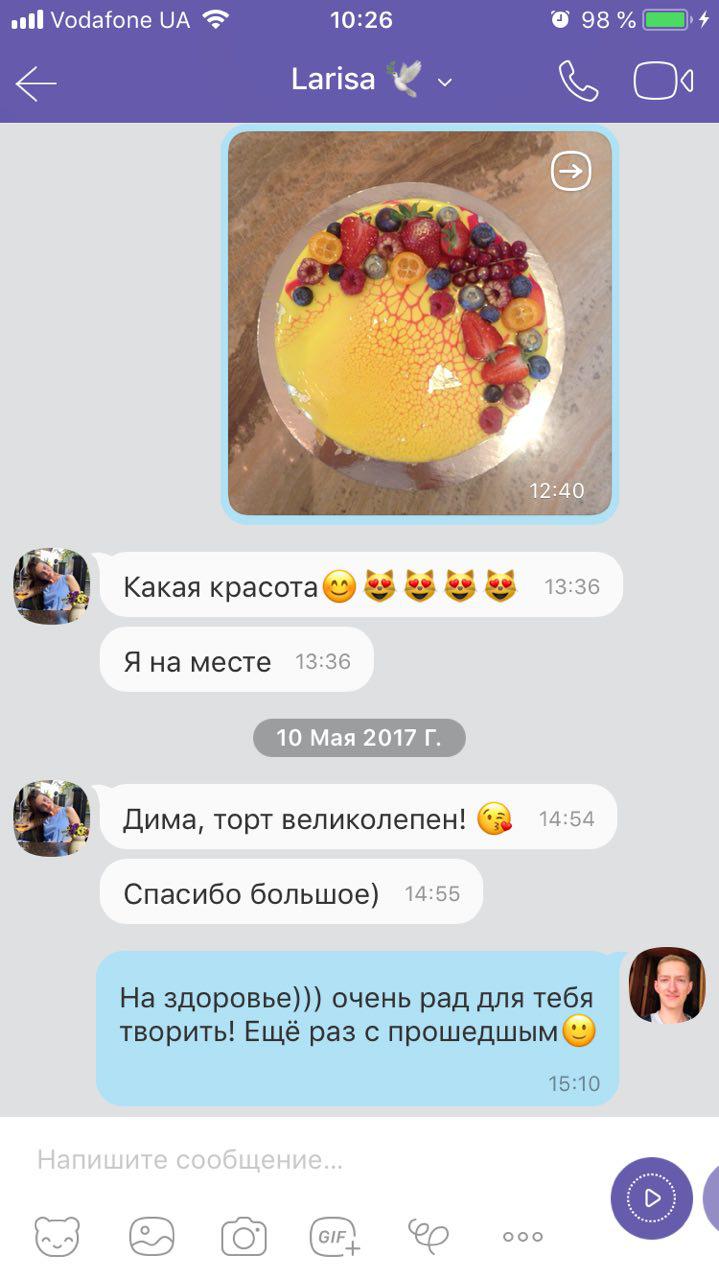 Vodafone UA 10:26 98 %
Larisa 🕊
12:40
Какая красота😊😻😻😻😻 13:36
Я на месте 13:36
10 Мая 2017 Г.
Дима, торт великолепен! 😘 14:54
Спасибо большое) 14:55
На здоровье))) очень рад для тебя
творить! Ещё раз с прошедшым🙂
15:10
Напишите сообщение...
GIF